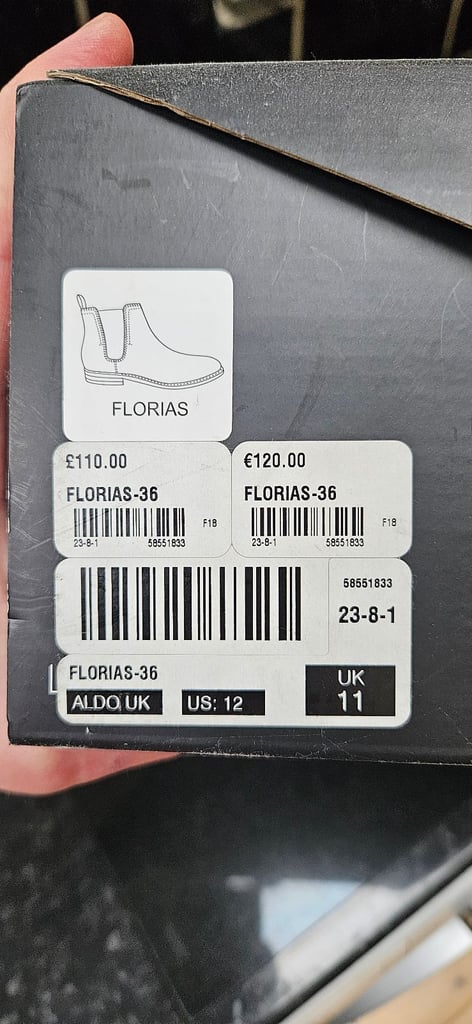 FLORIAS
£110.00
FLORIAS-36
F18
23-8-1 58551833
€120.00
FLORIAS-36
F18
23-8-1 58551833
58551833
23-8-1
FLORIAS-36
ALDO UK US: 12
UK
11